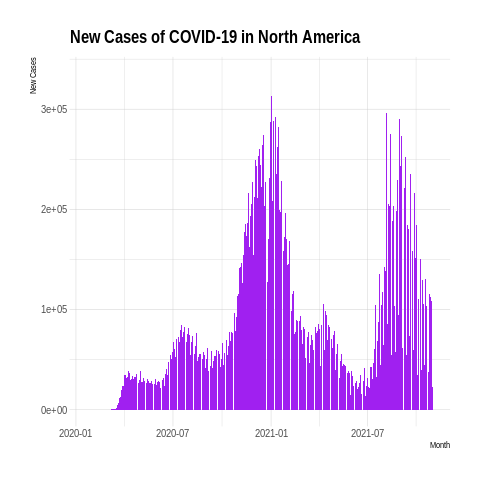 New Cases of COVID-19 in North America
New Cases
3e+05
2e+05
1e+05
0e+00
2020-01 2020-07 2021-01 2021-07
Month